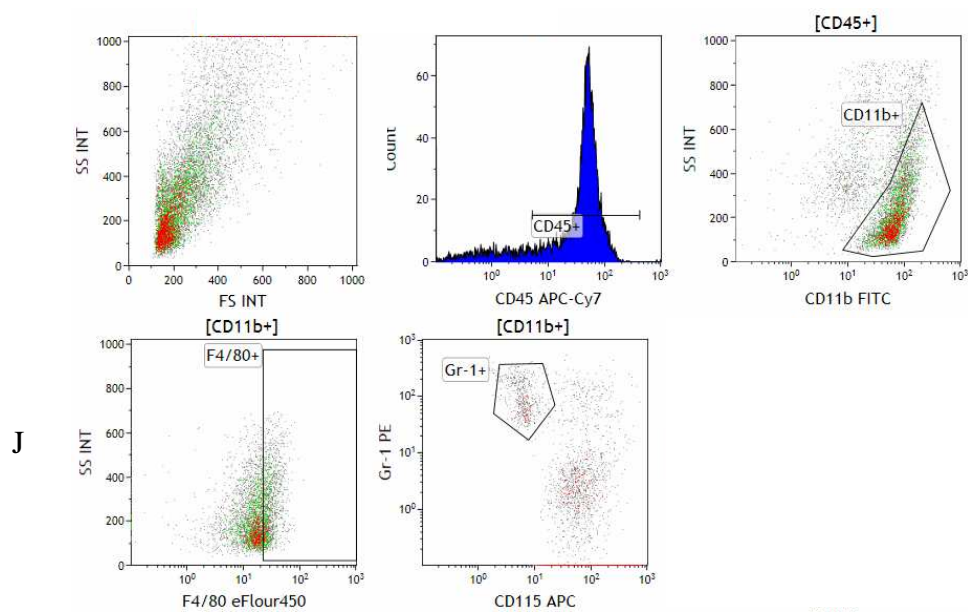 [CD45+]
1000
800
600
400
200
0
SS INT
0 200 400 600 800 1000
FS INT
60
40
20
0
Count
CD45+
10⁰ 10¹ 10² 10³
CD45 APC-Cy7
1000
800
600
400
200
0
SS INT
CD11b+
10⁰ 10¹ 10² 10³
CD11b FITC
J
[CD11b+]
F4/80+
1000
800
600
400
200
0
SS INT
10⁰ 10¹ 10² 10³
F4/80 eFlour450
[CD11b+]
Gr-1+
10³
10²
10¹
10⁰
Gr-1 PE
10⁰ 10¹ 10² 10³
CD115 APC